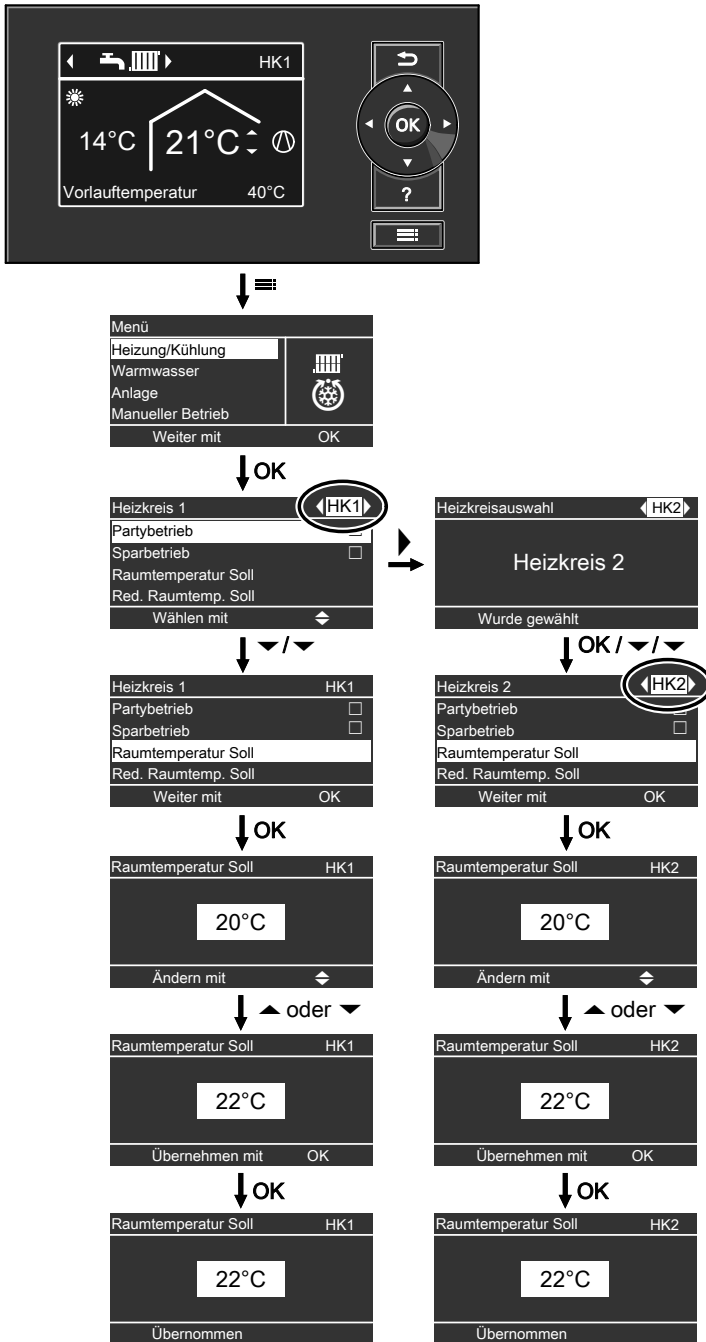 HK1
14°C 21°C
Vorlauftemperatur 40°C
OK
?
Menü
Heizung/Kühlung
Warmwasser
Anlage
Manueller Betrieb
Weiter mit OK
OK
Heizkreis 1 HK1
Partybetrieb
Sparbetrieb
Raumtemperatur Soll
Red. Raumtemp. Soll
Wählen mit
Heizkreisauswahl HK2
Heizkreis 2
Wurde gewählt
/
OK / /
Heizkreis 1 HK1
Partybetrieb
Sparbetrieb
Raumtemperatur Soll
Red. Raumtemp. Soll
Weiter mit OK
Heizkreis 2 HK2
Partybetrieb
Sparbetrieb
Raumtemperatur Soll
Red. Raumtemp. Soll
Weiter mit OK
OK
OK
Raumtemperatur Soll HK1
20°C
Ändern mit
Raumtemperatur Soll HK2
20°C
Ändern mit
oder
oder
Raumtemperatur Soll HK1
22°C
Übernehmen mit OK
Raumtemperatur Soll HK2
22°C
Übernehmen mit OK
OK
OK
Raumtemperatur Soll HK1
22°C
Übernommen
Raumtemperatur Soll HK2
22°C
Übernommen